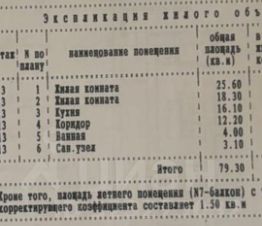 Экспликация жилого объ
таж N по плану наименование помещения общая площадь (кв.м) в
3 1 Жилая комната 25.60
3 2 Жилая комната 18.30
3 3 Кухня 16.10
3 4 Коридор 12.20
3 5 Ванная 4.00
3 6 Сан.узел 3.10
Итого 79.30
Кроме того, площадь летнего помещения (N7-балкон) с
корректирующего коэффициента составляет 1.50 кв.м